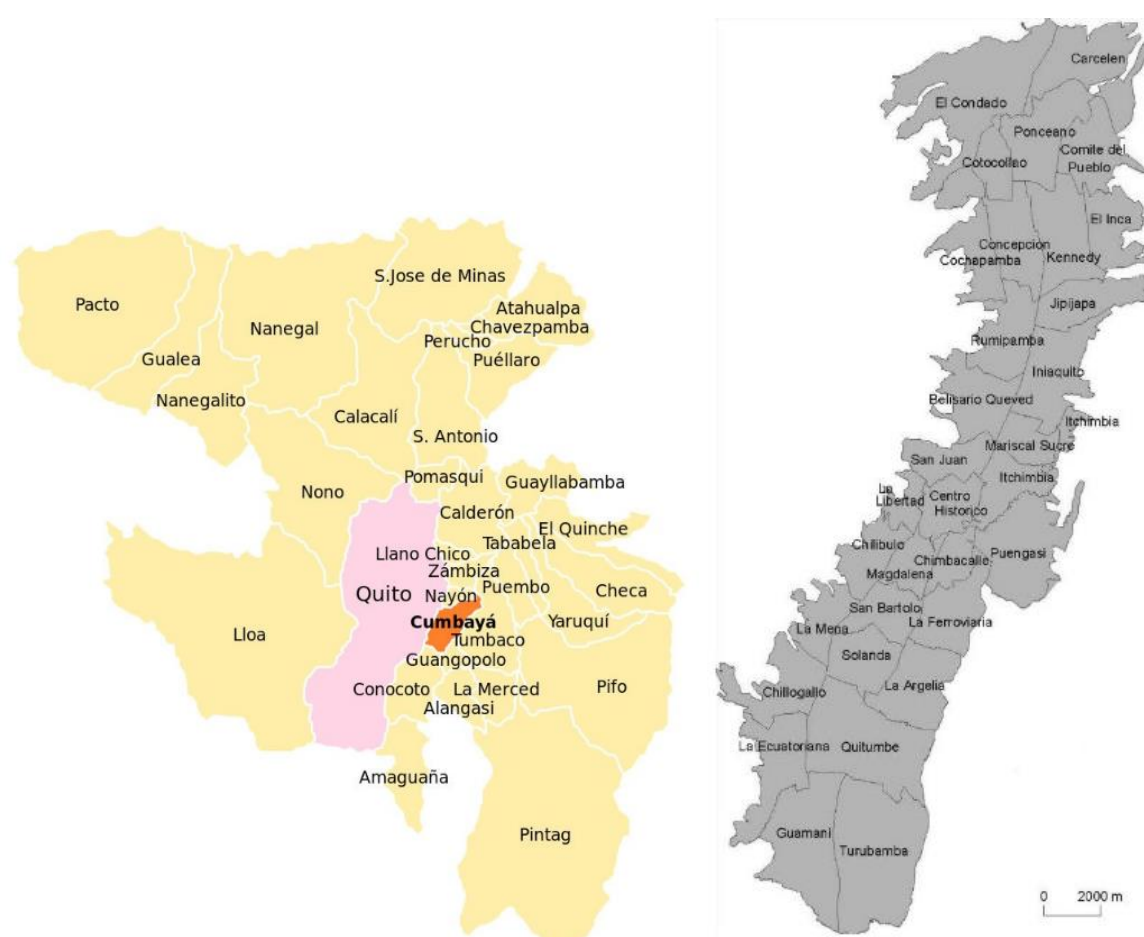 S.Jose de Minas
Pacto
Atahualpa
Chavezpamba
Nanegal
Perucho
Puéllaro
Gualea
Nanegalito
Calacalí
S. Antonio
Pomasqui
Guayllabamba
Nono
Calderón
El Quinche
Tababela
Llano Chico
Zámbiza
Puembo
Checa
Quito
Nayón
Cumbayá
Yaruquí
Lloa
Tumbaco
Guangopolo
Conocoto
La Merced
Pifo
Alangasi
Amaguaña
Pintag
Carcelen
El Condado
Ponceano
Comite del
Pueblo
Cotocollao
El Inca
Concepcion
Cochapamba
Kennedy
Jipijapa
Rumipamba
Iniaquito
Belisario Queved
Itchimbia
Mariscal Sucre
San Juan
Itchimbia
La
Libertad
Centro
Historico
Chilibulo
Puengasi
Chimbacalle
Magdalena
San Bartolo
La Ferroviaria
La Mena
Solanda
La Argelia
Chillogallo
La Ecuatoriana
Quitumbe
Guamani
Turubamba
0 2000 m